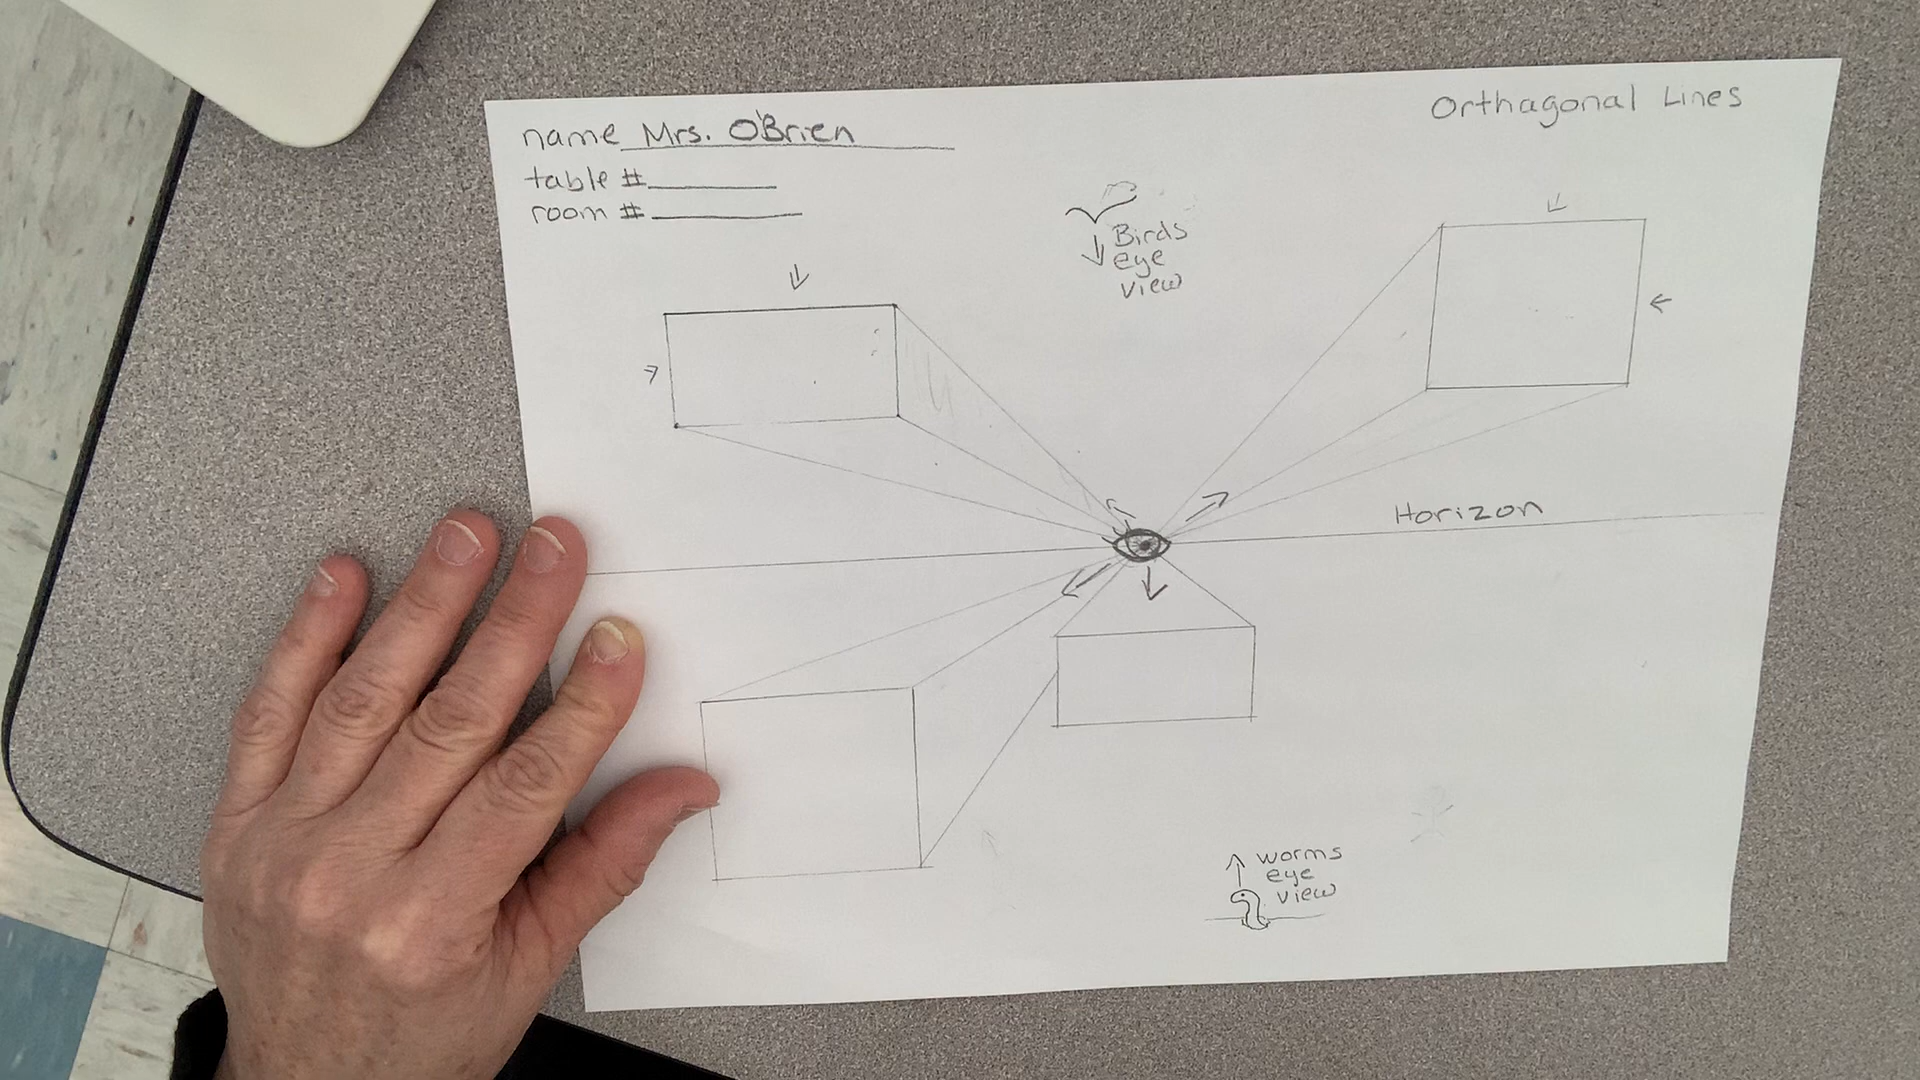 Orthagonal Lines
name Mrs. O'Brien
table #
room #
Birds
eye
view
Horizon
worms
eye
view